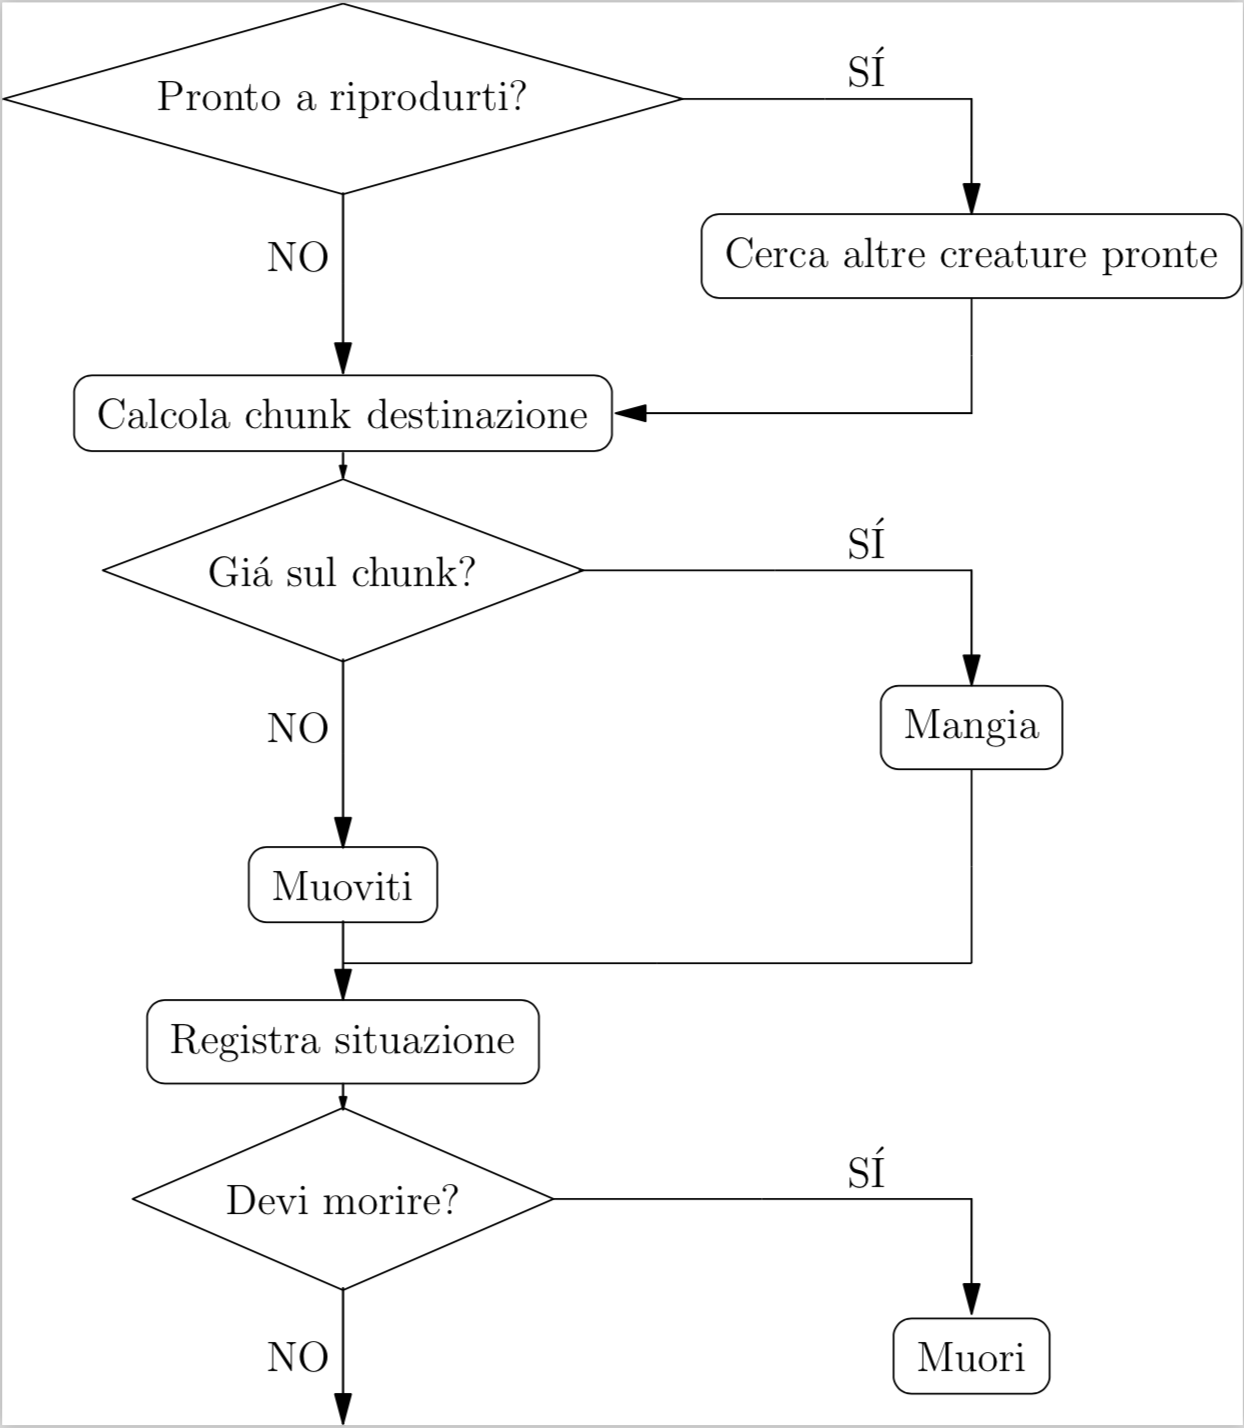 Pronto a riprodurti?
SÍ
NO
Cerca altre creature pronte
Calcola chunk destinazione
Giá sul chunk?
SÍ
NO
Mangia
Muoviti
Registra situazione
Devi morire?
SÍ
NO
Muori